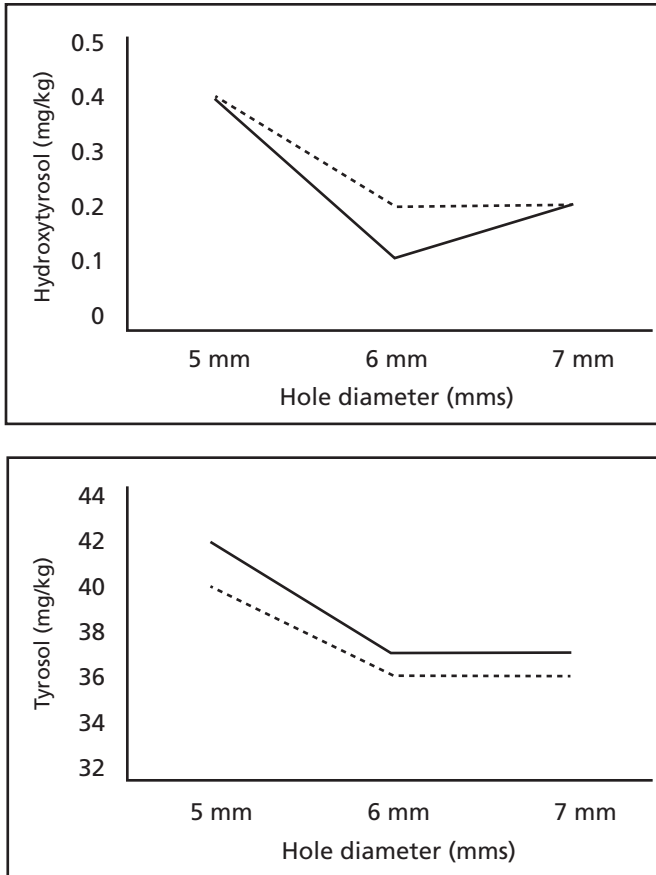 Hydroxytyrosol (mg/kg)
0.5
0.4
0.3
0.2
0.1
0
5 mm 6 mm 7 mm
Hole diameter (mms)
Tyrosol (mg/kg)
44
42
40
38
36
34
32
5 mm 6 mm 7 mm
Hole diameter (mms)